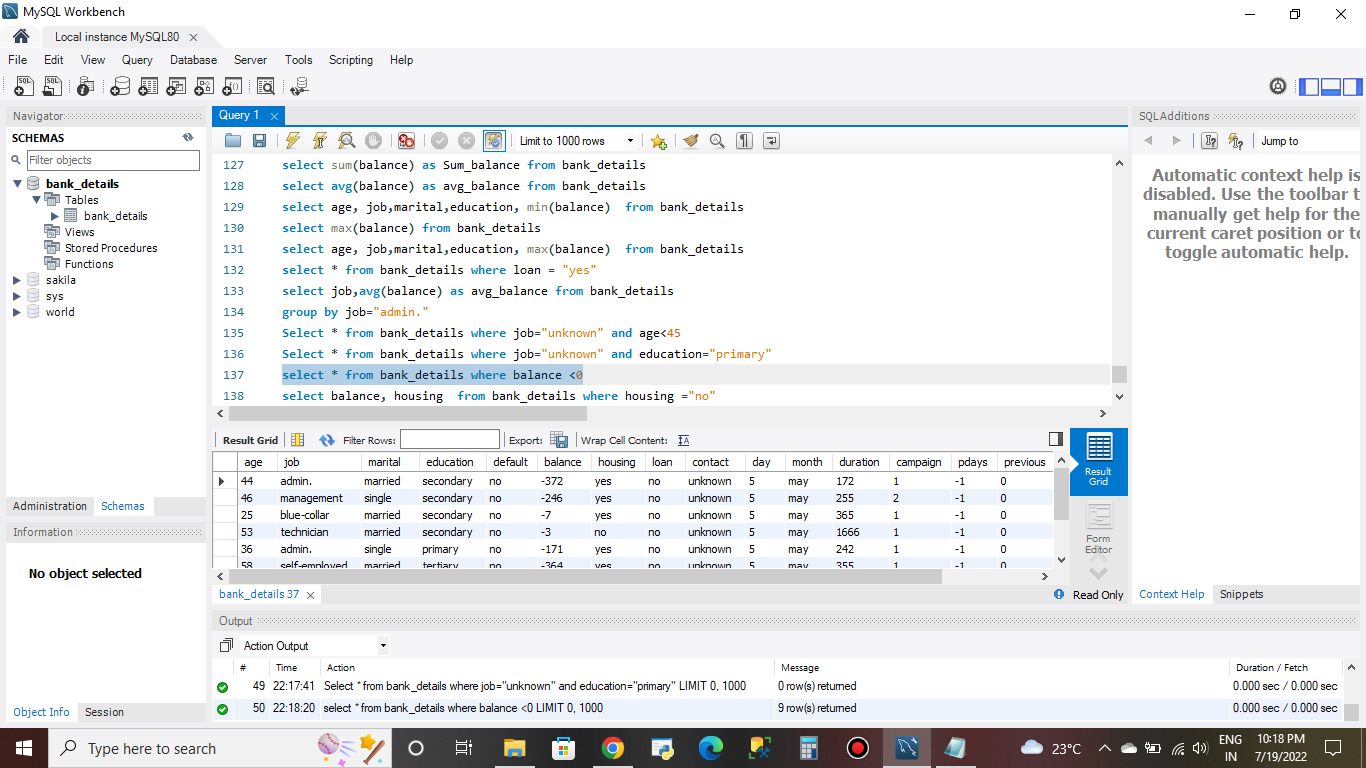 MySQL Workbench
Local instance MySQL80
File Edit View Query Database Server Tools Scripting Help
Navigator
SCHEMAS
Filter objects
bank_details
Tables
bank_details
Views
Stored Procedures
Functions
sakila
sys
world
Administration Schemas
Information
No object selected
Object Info Session
Query 1
Limit to 1000 rows
127 select sum(balance) as Sum_balance from bank_details
128 select avg(balance) as avg_balance from bank_details
129 select age, job,marital,education, min(balance)  from bank_details
130 select max(balance) from bank_details
131 select age, job,marital,education, max(balance)  from bank_details
132 select * from bank_details where loan = "yes"
133 select job,avg(balance) as avg_balance from bank_details
134 group by job="admin."
135 Select * from bank_details where job="unknown" and age<45
136 Select * from bank_details where job="unknown" and education="primary"
137 select * from bank_details where balance <0
138 select balance, housing  from bank_details where housing ="no"
Result Grid Filter Rows: Export: Wrap Cell Content: IA
age job marital education default balance housing loan contact day month duration campaign pdays previous
44 admin. married secondary no -372 yes no unknown 5 may 172 1 -1 0
46 management single secondary no -246 yes no unknown 5 may 255 2 -1 0
25 blue-collar married secondary no -7 yes no unknown 5 may 365 1 -1 0
53 technician married secondary no -3 no no unknown 5 may 1666 1 -1 0
36 admin. single primary no -171 yes no unknown 5 may 242 1 -1 0
58 self-employed married tertiary no -364 yes no unknown 5 may 355 1 -1 0
Result
Grid
Form
Editor
bank_details 37
Read Only
SQLAdditions
Jump to
Automatic context help is
disabled. Use the toolbar t
manually get help for the
current caret position or to
toggle automatic help.
Context Help Snippets
Output
Action Output
# Time Action Message Duration / Fetch
49 22:17:41 Select * from bank_details where job="unknown" and education="primary" LIMIT 0, 1000 0 row(s) returned 0.000 sec / 0.000 sec
50 22:18:20 select * from bank_details where balance <0 LIMIT 0, 1000 9 row(s) returned 0.000 sec / 0.000 sec
Type here to search
23°C
ENG
IN
10:18 PM
7/19/2022